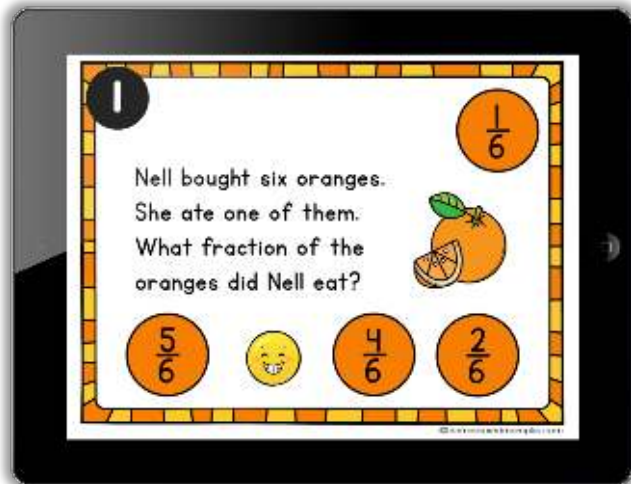 1
1/6
Nell bought six oranges.
She ate one of them.
What fraction of the
oranges did Nell eat?
5/6 4/6 2/6